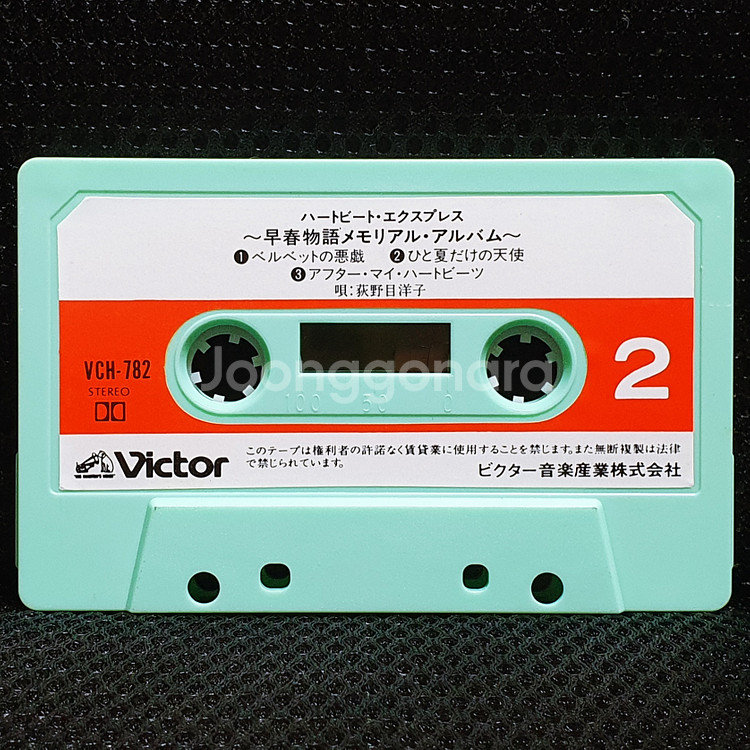 ハートビート・エクスプレス
〜早春物語メモリアル・アルバム〜
❶ベルベットの悪戯 ❷ひと夏だけの天使
❸アフター・マイ・ハートビーツ
唄:荻野目洋子
VCH-782
STEREO
2
Joonggonara
100 50 0
Victor
このテープは権利者の許諾なく賃貸業に使用することを禁じます。また無断複製は法律
で禁じられています。
ビクター音楽産業株式会社